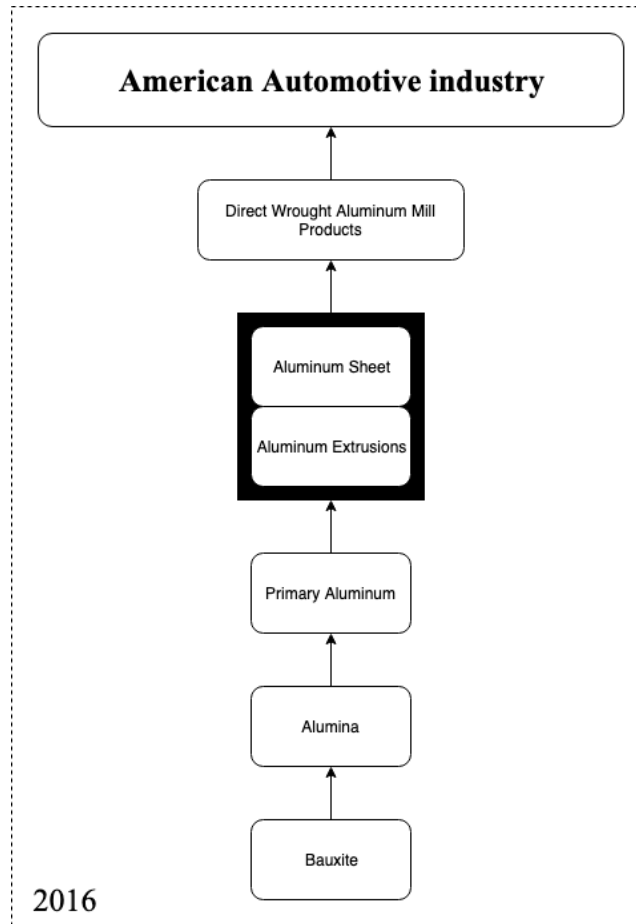 American Automotive industry
Direct Wrought Aluminum Mill
Products
Aluminum Sheet
Aluminum Extrusions
Primary Aluminum
Alumina
Bauxite
2016